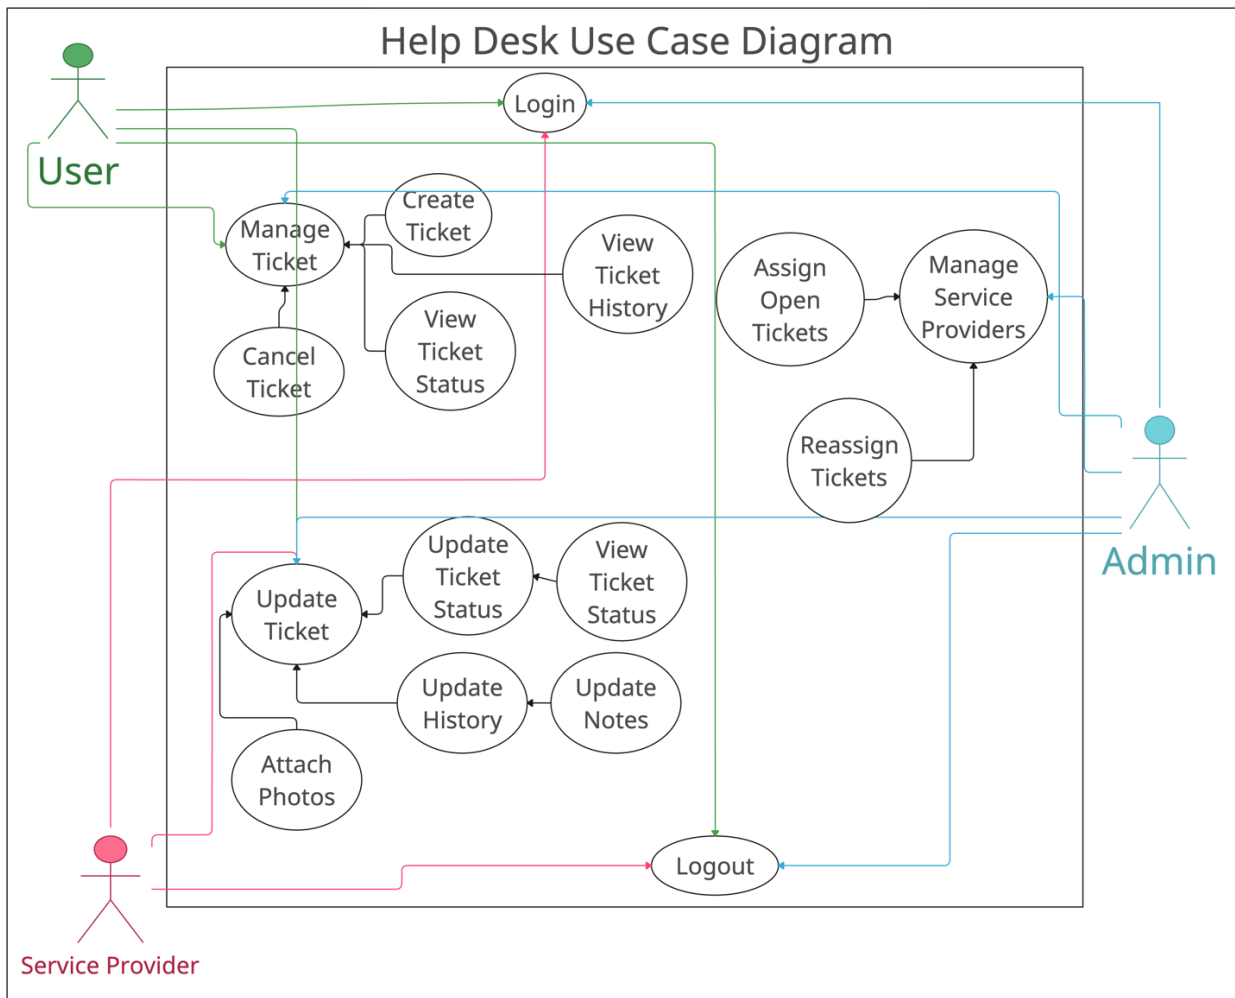 Help Desk Use Case Diagram
Login
User
Create
Ticket
Manage
Ticket
View
Ticket
History
Assign
Open
Tickets
Manage
Service
Providers
View
Ticket
Status
Cancel
Ticket
Reassign
Tickets
Admin
Update
Ticket
Status
View
Ticket
Status
Update
Ticket
Update
History
Update
Notes
Attach
Photos
Logout
Service Provider